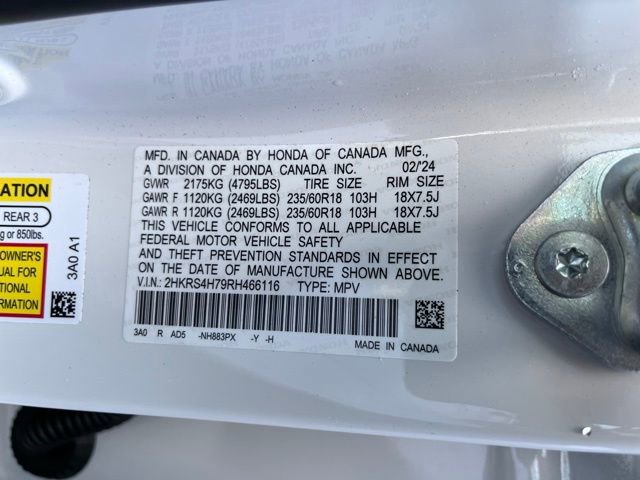 MFD. IN CANADA BY HONDA OF CANADA MFG.,
A DIVISION OF HONDA CANADA INC. 02/'24
GVWR 2175KG (4795LBS) TIRE SIZE RIM SIZE
GAWR F 1120KG (2469LBS) 235/60R18 103H 18X7.5J
GAWR R 1120KG (2469LBS) 235/60R18 103H 18X7.5J
THIS VEHICLE CONFORMS TO ALL APPLICABLE
FEDERAL MOTOR VEHICLE SAFETY
AND THEFT PREVENTION STANDARDS IN EFFECT
ON THE DATE OF MANUFACTURE SHOWN ABOVE.
V.I.N.: 2HKRS4H79RH466116 TYPE: MPV
3A0 R AD5 -NH883PX -Y -H
MADE IN CANADA
REAR 3
or 850lbs.
OWNER'S
FOR
3A0 A1